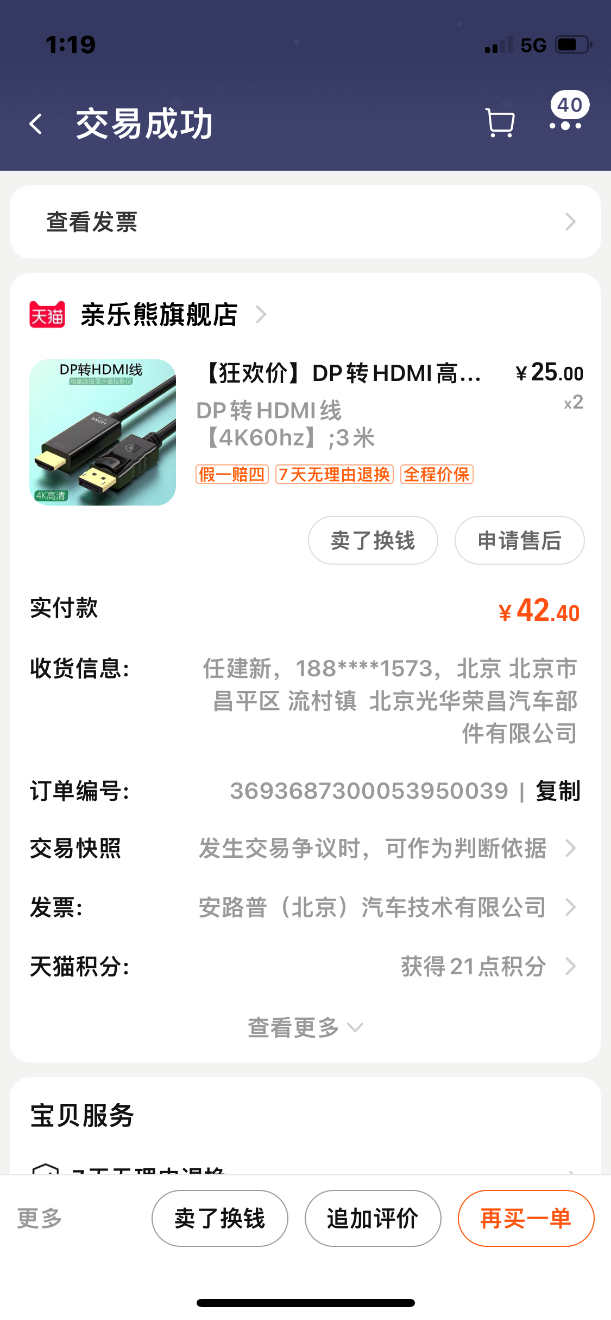 1:19
5G
交易成功
40
查看发票
天猫 亲乐熊旗舰店
DP转HDMI线
4K高清
【狂欢价】DP转HDMI高... ¥25.00
DP转HDMI线 x2
【4K60hz】;3米
假一赔四 7天无理由退换 全程价保
卖了换钱 申请售后
实付款 ¥42.40
收货信息: 任建新，188****1573，北京 北京市
昌平区 流村镇 北京光华荣昌汽车部
件有限公司
订单编号: 3693687300053950039 | 复制
交易快照 发生交易争议时，可作为判断依据
发票: 安路普（北京）汽车技术有限公司
天猫积分: 获得21点积分
查看更多
宝贝服务
7天无理由退换
更多 卖了换钱 追加评价 再买一单